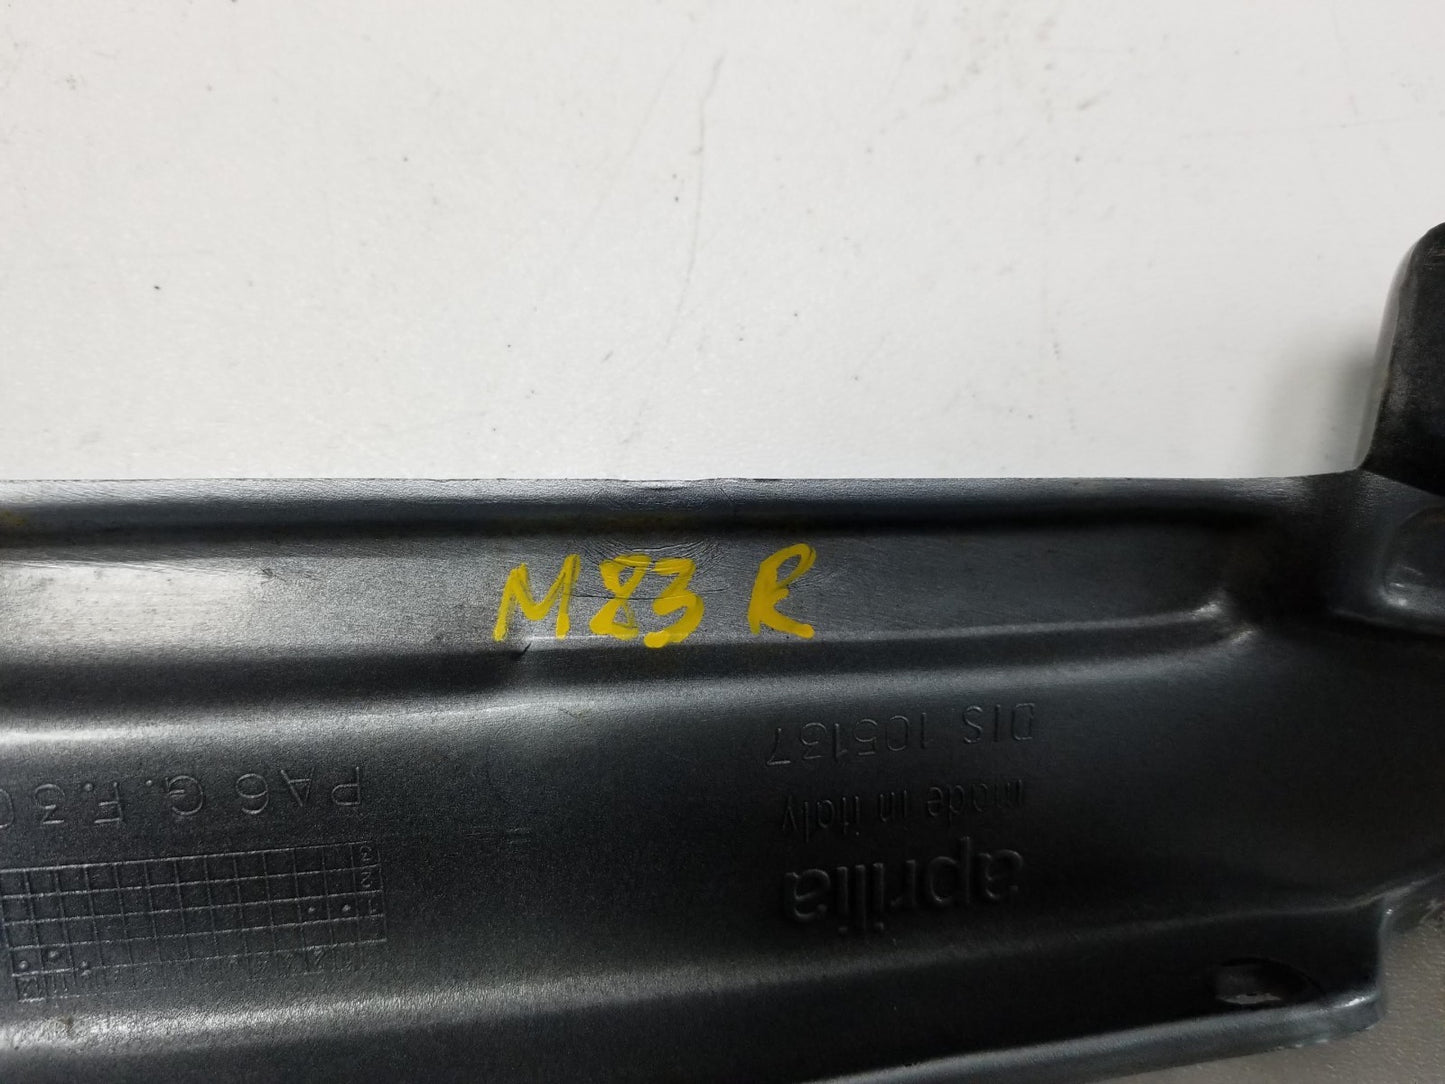 M83 R
aprilia
made in italy
DIS 105137
PA6 G.F.30